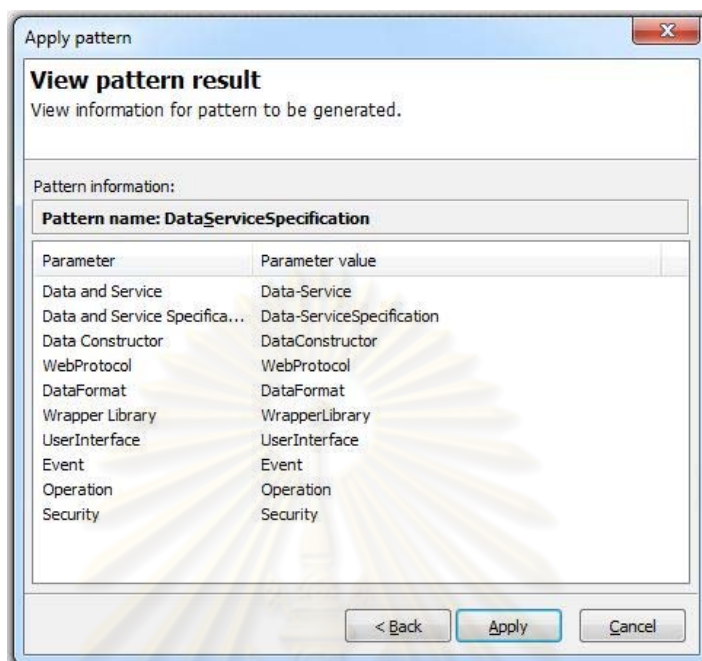 Apply pattern
View pattern result
View information for pattern to be generated.
Pattern information:
Pattern name: DataServiceSpecification
Parameter Parameter value
Data and Service Data-Service
Data and Service Specifica... Data-ServiceSpecification
Data Constructor DataConstructor
WebProtocol WebProtocol
DataFormat DataFormat
Wrapper Library WrapperLibrary
UserInterface UserInterface
Event Event
Operation Operation
Security Security
< Back Apply Cancel